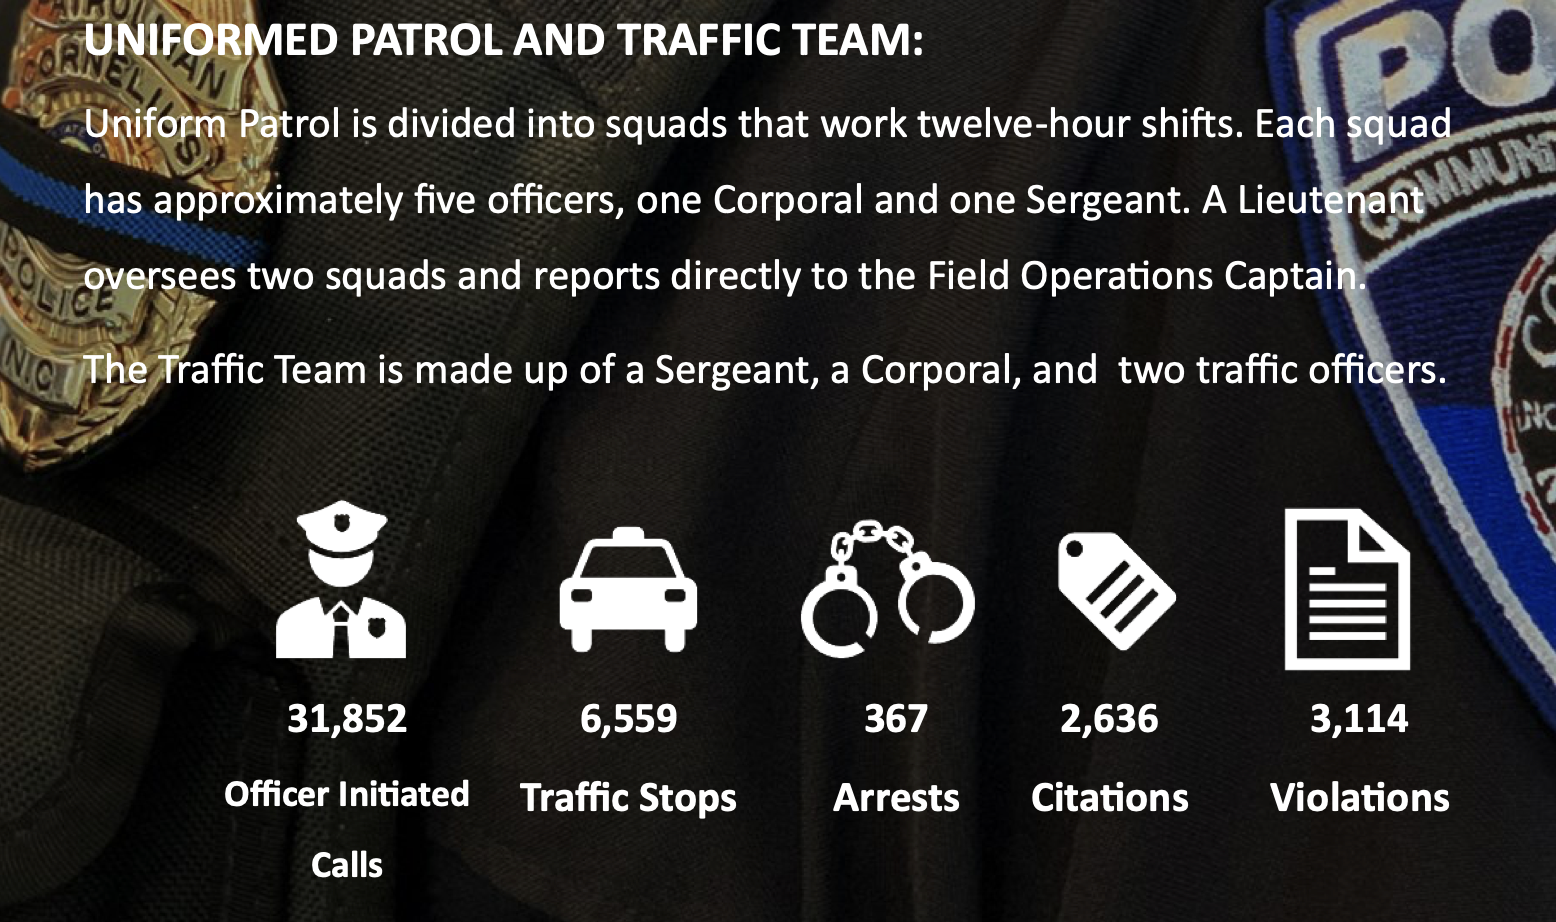 UNIFORMED PATROL AND TRAFFIC TEAM:
Uniform Patrol is divided into squads that work twelve-hour shifts. Each squad
has approximately five officers, one Corporal and one Sergeant. A Lieutenant
oversees two squads and reports directly to the Field Operations Captain.
The Traffic Team is made up of a Sergeant, a Corporal, and  two traffic officers.
31,852
6,559
367
2,636
3,114
Officer Initiated
Calls
Traffic Stops
Arrests
Citations
Violations
CORNELIUS
POLICE